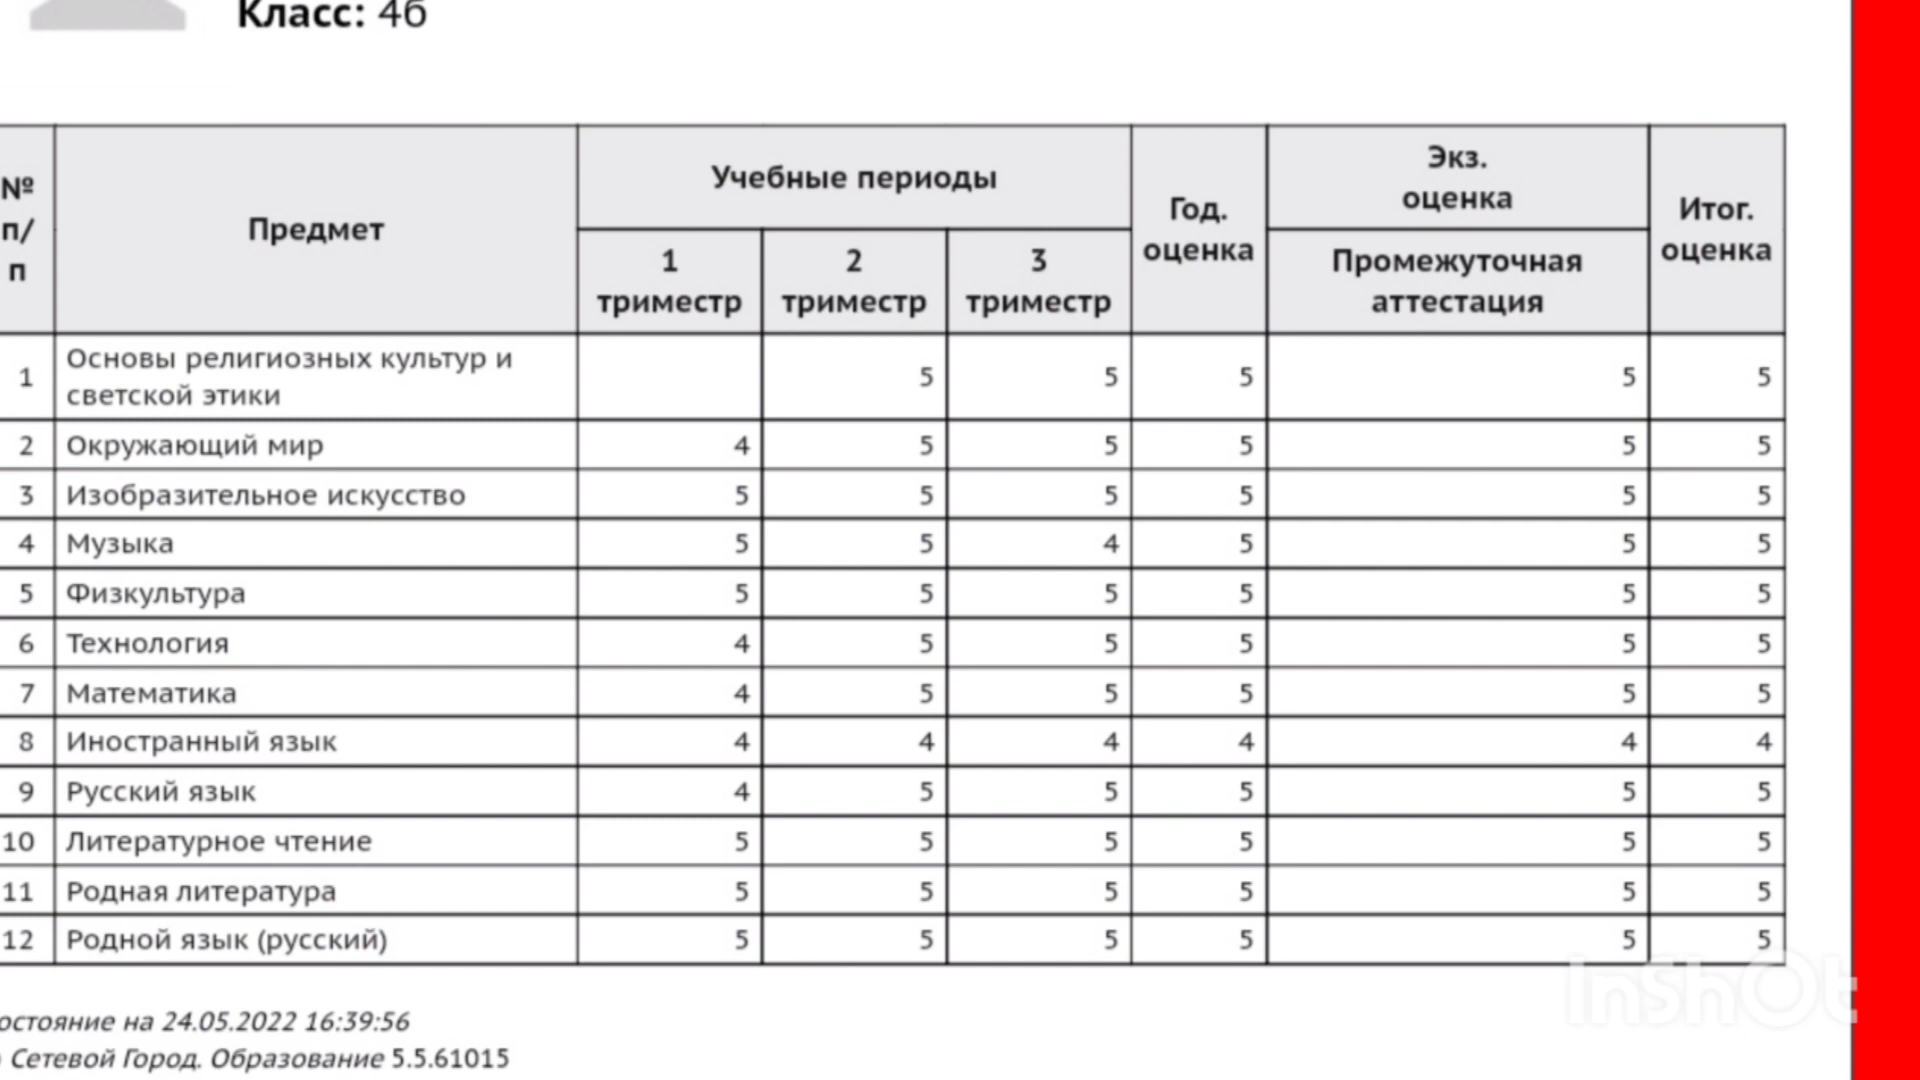 Класс: 4б
№ п/п Предмет Учебные периоды Год. оценка Экз. оценка Итог. оценка
1 триместр 2 триместр 3 триместр Промежуточная аттестация
1 Основы религиозных культур и светской этики 5 5 5 5 5
2 Окружающий мир 4 5 5 5 5 5
3 Изобразительное искусство 5 5 5 5 5 5
4 Музыка 5 5 4 5 5 5
5 Физкультура 5 5 5 5 5 5
6 Технология 4 5 5 5 5 5
7 Математика 4 5 5 5 5 5
8 Иностранный язык 4 4 4 4 4 4
9 Русский язык 4 5 5 5 5 5
10 Литературное чтение 5 5 5 5 5 5
11 Родная литература 5 5 5 5 5 5
12 Родной язык (русский) 5 5 5 5 5 5
остояние на 24.05.2022 16:39:56
Сетевой Город. Образование 5.5.61015
InShOt